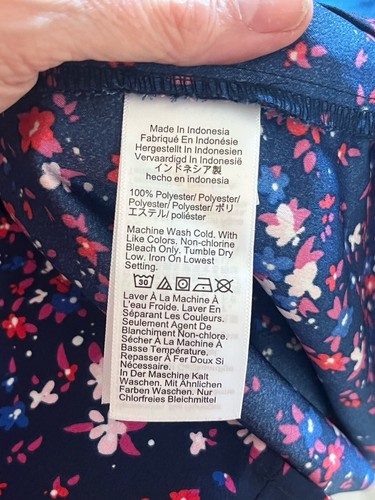 Made In Indonesia
Fabriqué En Indonésie
Hergestellt In Indonesien
Vervaardigd In Indonesië
インドネシア製
hecho en indonesia
100% Polyester/ Polyester/
Polyester/ Polyester/ ポリ
エステル/ poliéster
Machine Wash Cold, With
Like Colors, Non-chlorine
Bleach Only. Tumble Dry
Low. Iron On Lowest
Setting.
30
Laver À La Machine À
L'eau Froide. Laver En
Séparant Les Couleurs.
Seulement Agent De
Blanchiment Non-chlore.
Sécher À La Machine À
Basse Température.
Repasser À Fer Doux Si
Nécessaire.
In Der Maschine Kalt
Waschen. Mit Ähnlichen
Farben Waschen. Nur
Chlorfreies Bleichmittel